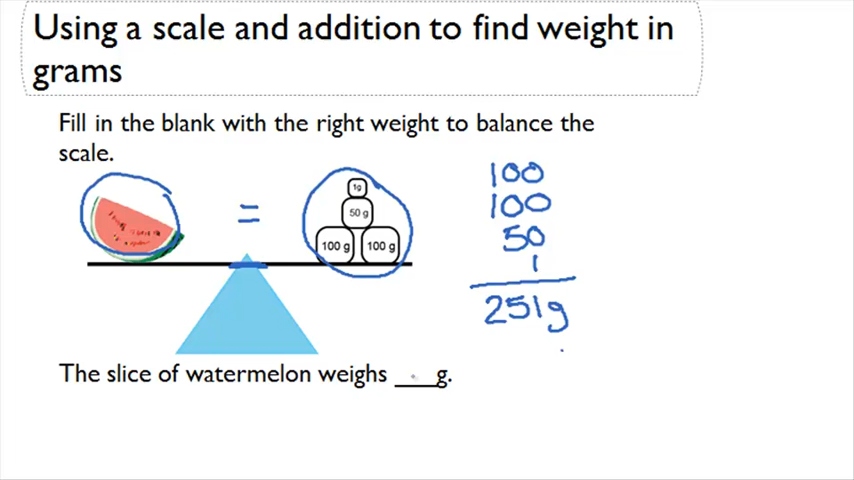 Using a scale and addition to find weight in
grams
Fill in the blank with the right weight to balance the
scale.
=
1g
50 g
100 g 100 g
100
100
50
1
251g
The slice of watermelon weighs ___g.